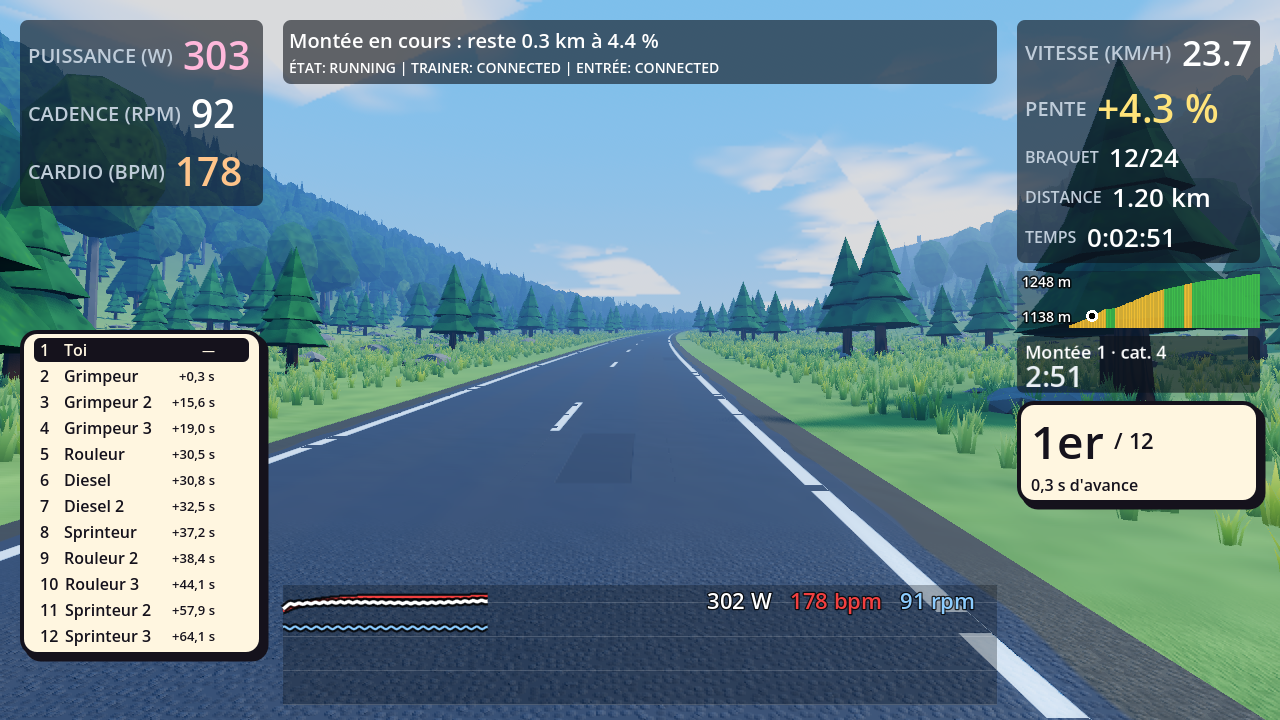 PUISSANCE (W) 303
CADENCE (RPM) 92
CARDIO (BPM) 178
Montée en cours : reste 0.3 km à 4.4 %
ÉTAT: RUNNING | TRAINER: CONNECTED | ENTRÉE: CONNECTED
VITESSE (KM/H) 23.7
PENTE +4.3 %
BRAQUET 12/24
DISTANCE 1.20 km
TEMPS 0:02:51
1248 m
1138 m
Montée 1 · cat. 4
2:51
1er / 12
0,3 s d'avance
1 Toi —
2 Grimpeur +0,3 s
3 Grimpeur 2 +15,6 s
4 Grimpeur 3 +19,0 s
5 Rouleur +30,5 s
6 Diesel +30,8 s
7 Diesel 2 +32,5 s
8 Sprinteur +37,2 s
9 Rouleur 2 +38,4 s
10 Rouleur 3 +44,1 s
11 Sprinteur 2 +57,9 s
12 Sprinteur 3 +64,1 s
302 W 178 bpm 91 rpm